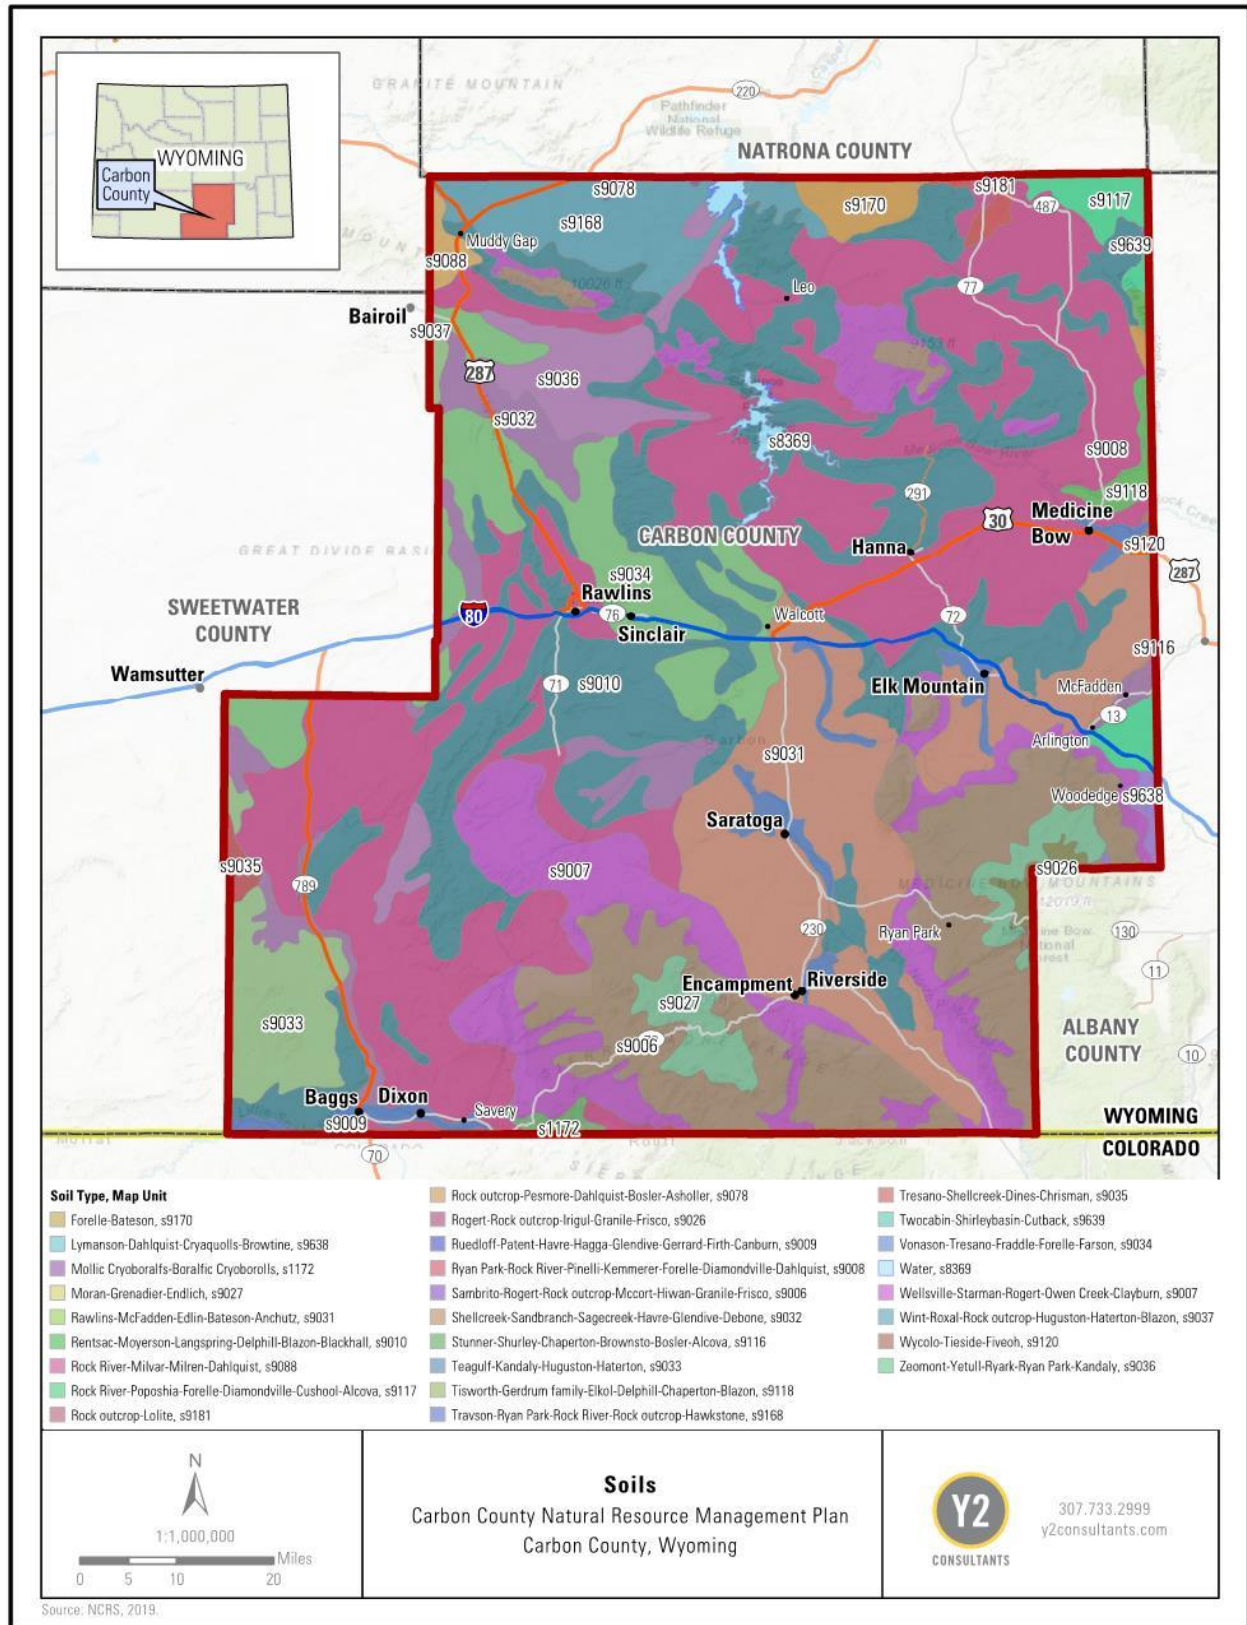 WYOMING
Carbon
County
GRANITE MOUNTAIN
220
Pathfinder
National
Wildlife Refuge
NATRONA COUNTY
s9078
s9181
s9117
487
s9168
s9170
Muddy Gap
s9639
s9088
10026 ft
Leo
77
Bairoil
s9037
9153 ft
287
s9036
s9032
s8369
s9008
291
s9118
Medicine
Bow
30
CARBON COUNTY
Hanna
s9120
GREAT DIVIDE BASIN
287
s9034
Rawlins
SWEETWATER
COUNTY
80
76
Sinclair
Walcott
72
s9116
Wamsutter
71
s9010
Elk Mountain
McFadden
13
Arlington
Carbon
s9031
Woodedge
s9638
Saratoga
s9035
s9007
s9026
789
MEDICINE BOW MOUNTAINS
12013 ft
230
Ryan Park
130
11
Encampment
Riverside
s9027
s9033
s9006
ALBANY
COUNTY
10
Baggs
Dixon
Savery
s9009
s1172
WYOMING
COLORADO
Moffat
Routt
Jackson
70
Soil Type, Map Unit
Forelle-Bateson, s9170
Lymanson-Dahlquist-Cryaquolls-Browtine, s9638
Mollic Cryoboralfs-Boralfic Cryoborolls, s1172
Moran-Grenadier-Endlich, s9027
Rawlins-McFadden-Edlin-Bateson-Anchutz, s9031
Rentsac-Moyerson-Langspring-Delphill-Blazon-Blackhall, s9010
Rock River-Milvar-Milren-Dahlquist, s9088
Rock River-Poposhia-Forelle-Diamondville-Cushool-Alcova, s9117
Rock outcrop-Lolite, s9181
Rock outcrop-Pesmore-Dahlquist-Bosler-Asholler, s9078
Rogert-Rock outcrop-Irigul-Granile-Frisco, s9026
Ruedloff-Patent-Havre-Hagga-Glendive-Gerrard-Firth-Canburn, s9009
Ryan Park-Rock River-Pinelli-Kemmerer-Forelle-Diamondville-Dahlquist, s9008
Sambrito-Rogert-Rock outcrop-Mccort-Hiwan-Granile-Frisco, s9006
Shellcreek-Sandbranch-Sagecreek-Havre-Glendive-Debone, s9032
Stunner-Shurley-Chaperton-Brownsto-Bosler-Alcova, s9116
Teagulf-Kandaly-Huguston-Haterton, s9033
Tisworth-Gerdrum family-Elkol-Delphill-Chaperton-Blazon, s9118
Travson-Ryan Park-Rock River-Rock outcrop-Hawkstone, s9168
Tresano-Shellcreek-Dines-Chrisman, s9035
Twocabin-Shirleybasin-Cutback, s9639
Vonason-Tresano-Fraddle-Forelle-Farson, s9034
Water, s8369
Wellsville-Starman-Rogert-Owen Creek-Clayburn, s9007
Wint-Roxal-Rock outcrop-Huguston-Haterton-Blazon, s9037
Wycolo-Tieside-Fiveoh, s9120
Zeomont-Yetull-Ryark-Ryan Park-Kandaly, s9036
N
1:1,000,000
Miles
0 5 10 20
Soils
Carbon County Natural Resource Management Plan
Carbon County, Wyoming
Y2
CONSULTANTS
307.733.2999
y2consultants.com
Source: NCRS, 2019.